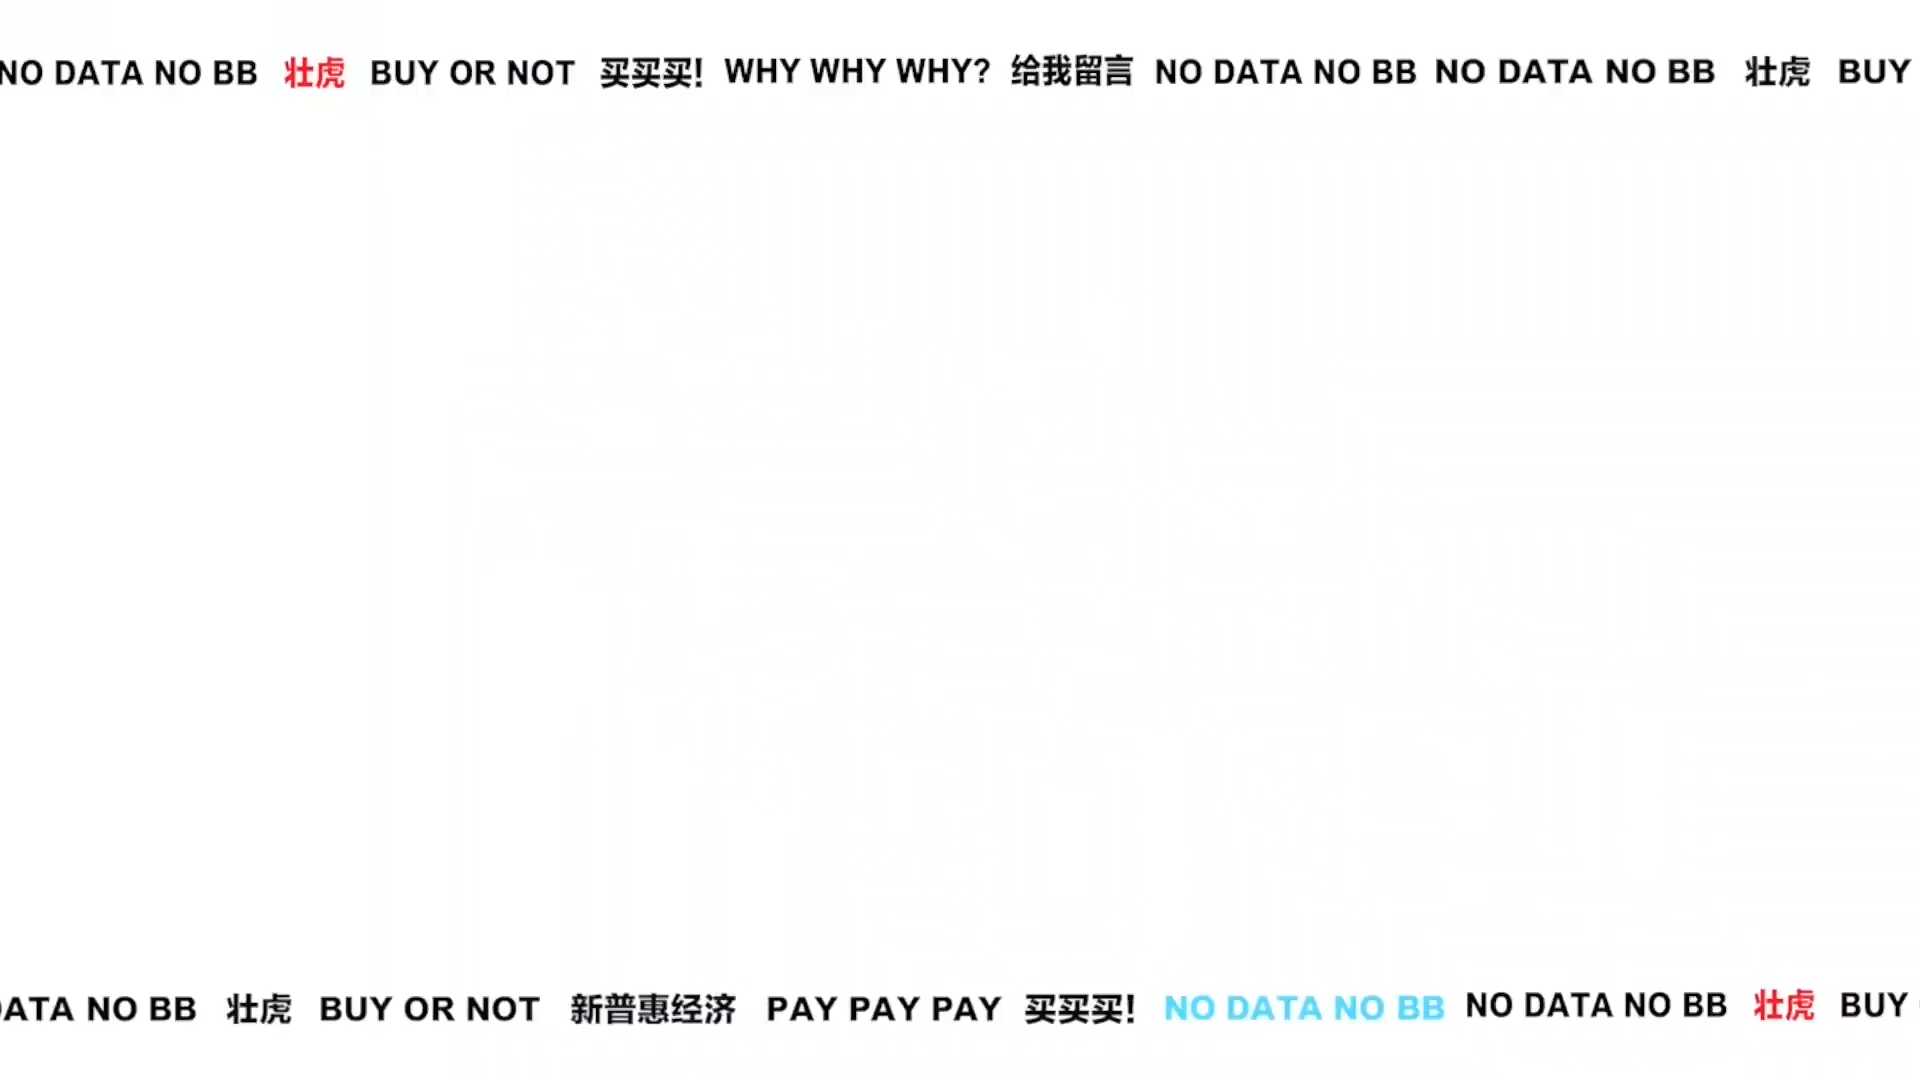 NO DATA NO BB 壮虎 BUY OR NOT 买买买! WHY WHY WHY? 给我留言 NO DATA NO BB NO DATA NO BB 壮虎 BUY
DATA NO BB 壮虎 BUY OR NOT 新普惠经济 PAY PAY PAY 买买买! NO DATA NO BB NO DATA NO BB 壮虎 BUY